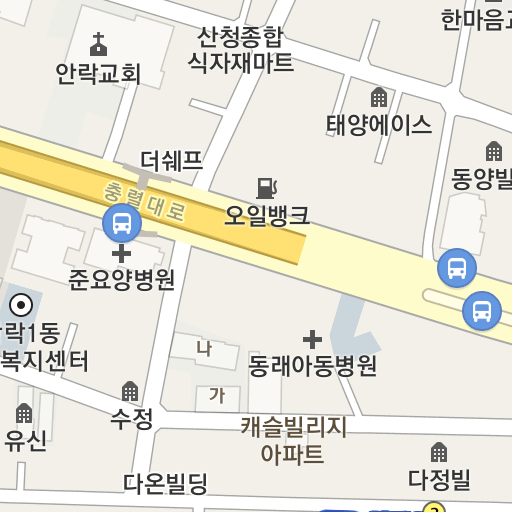 한마음교
산청종합
식자재마트
안락교회
태양에이스
더쉐프
동양빌
충렬대로
오일뱅크
준요양병원
락1동
복지센터
나
동래아동병원
가
수정
캐슬빌리지
아파트
유신
다정빌
다온빌딩